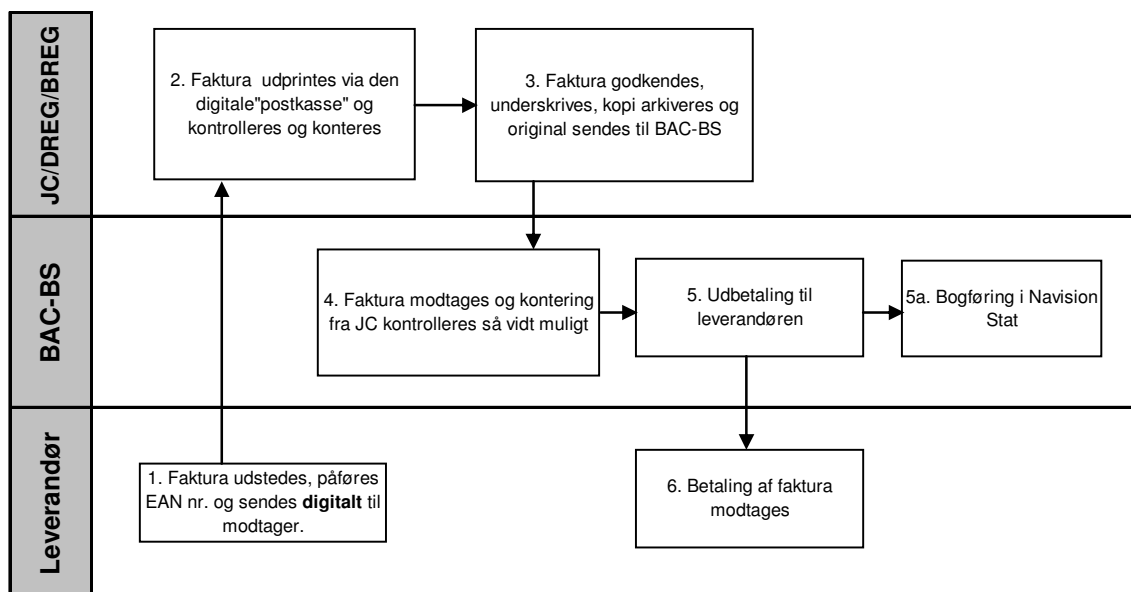 JC/DREG/BREG
2. Faktura udprintes via den
digitale"postkasse" og
kontrolleres og konteres
3. Faktura godkendes,
underskrives, kopi arkiveres og
original sendes til BAC-BS
BAC-BS
4. Faktura modtages og kontering
fra JC kontrolleres så vidt muligt
5. Udbetaling til
leverandøren
5a. Bogføring i Navision
Stat
Leverandør
1. Faktura udstedes, påføres
EAN nr. og sendes digitalt til
modtager.
6. Betaling af faktura
modtages